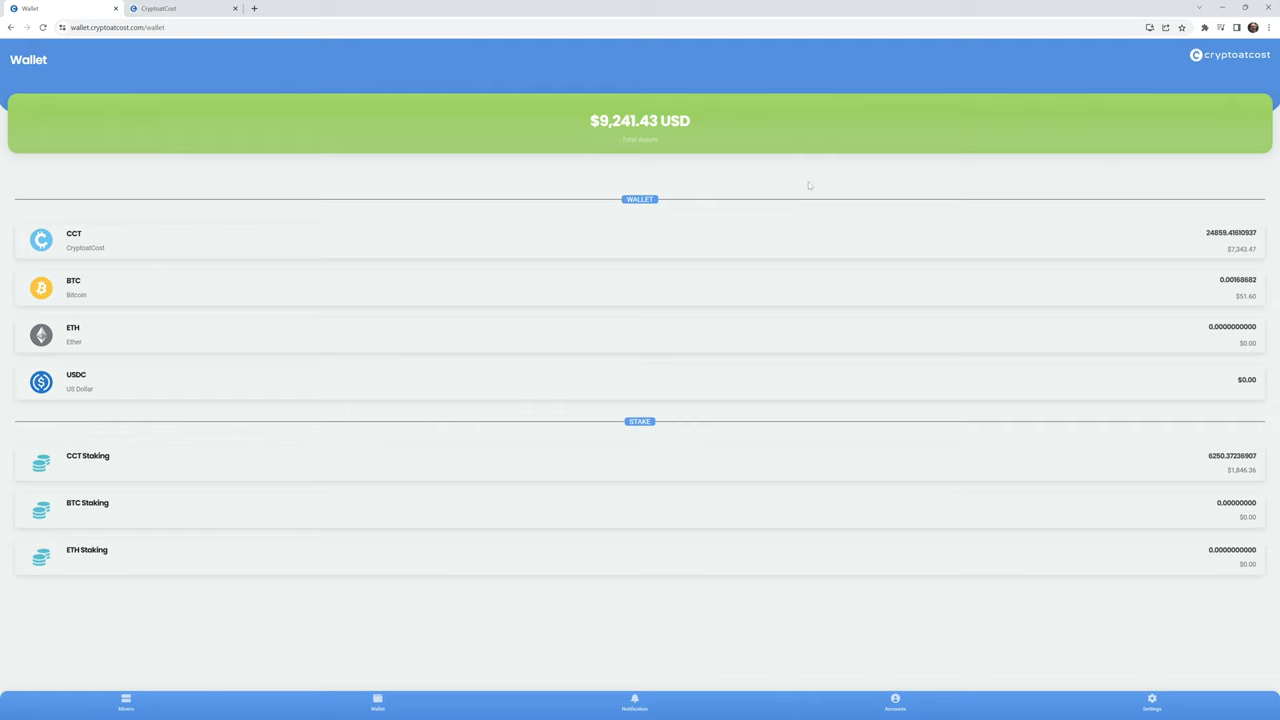 Wallet
CryptoatCost
wallet.cryptoatcost.com/wallet
Wallet
cryptoatcost
$9,241.43 USD
Total Assets
WALLET
CCT
24859.41610937
CryptoatCost
$7,343.47
BTC
0.00168682
Bitcoin
$51.60
ETH
0.0000000000
Ether
$0.00
USDC
$0.00
US Dollar
STAKE
CCT Staking
6250.37236907
$1,846.36
BTC Staking
0.00000000
$0.00
ETH Staking
0.0000000000
$0.00
Miners
Wallet
Notification
Accounts
Settings